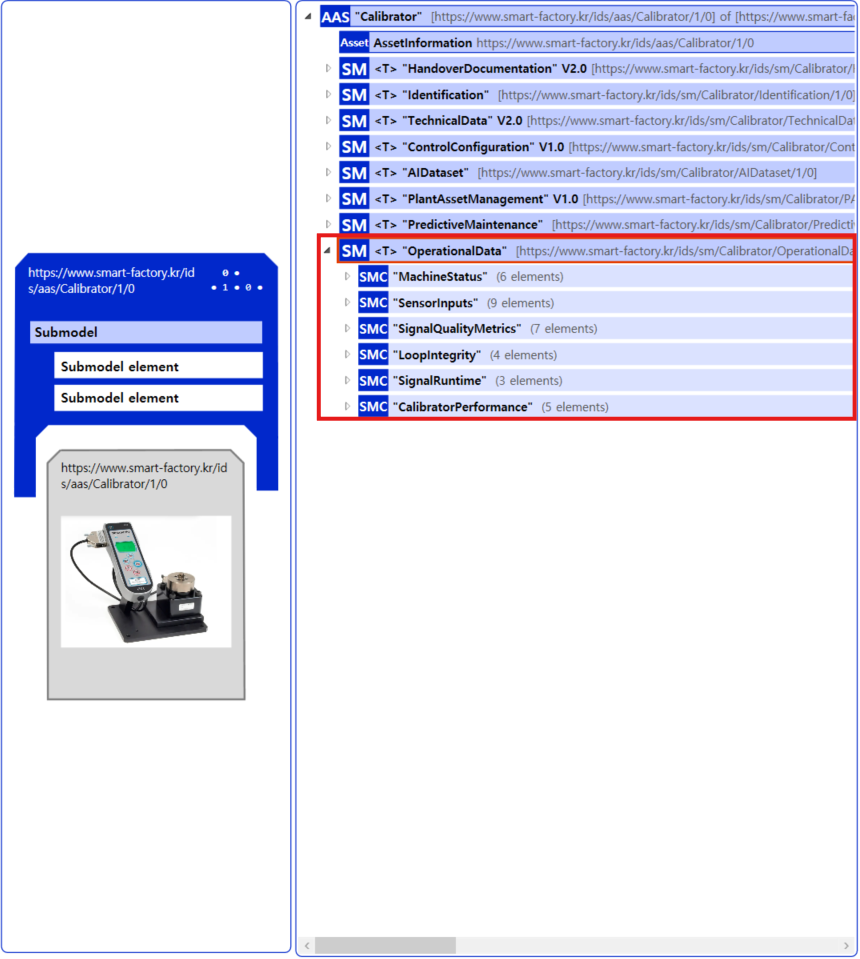 https://www.smart-factory.kr/id
s/aas/Calibrator/1/0
0
1 0
Submodel
Submodel element
Submodel element
https://www.smart-factory.kr/id
s/aas/Calibrator/1/0
AAS "Calibrator" [https://www.smart-factory.kr/ids/aas/Calibrator/1/0] of [https://www.smart-fa
Asset AssetInformation https://www.smart-factory.kr/ids/aas/Calibrator/1/0
SM <T> "HandoverDocumentation" V2.0 [https://www.smart-factory.kr/ids/sm/Calibrator/
SM <T> "Identification" [https://www.smart-factory.kr/ids/sm/Calibrator/Identification/1/0]
SM <T> "TechnicalData" V2.0 [https://www.smart-factory.kr/ids/sm/Calibrator/TechnicalDat
SM <T> "ControlConfiguration" V1.0 [https://www.smart-factory.kr/ids/sm/Calibrator/Cont
SM <T> "AIDataset" [https://www.smart-factory.kr/ids/sm/Calibrator/AIDataset/1/0]
SM <T> "PlantAssetManagement" V1.0 [https://www.smart-factory.kr/ids/sm/Calibrator/PA
SM <T> "PredictiveMaintenance" [https://www.smart-factory.kr/ids/sm/Calibrator/Predicti
SM <T> "OperationalData" [https://www.smart-factory.kr/ids/sm/Calibrator/OperationalDa
SMC "MachineStatus" (6 elements)
SMC "SensorInputs" (9 elements)
SMC "SignalQualityMetrics" (7 elements)
SMC "LoopIntegrity" (4 elements)
SMC "SignalRuntime" (3 elements)
SMC "CalibratorPerformance" (5 elements)